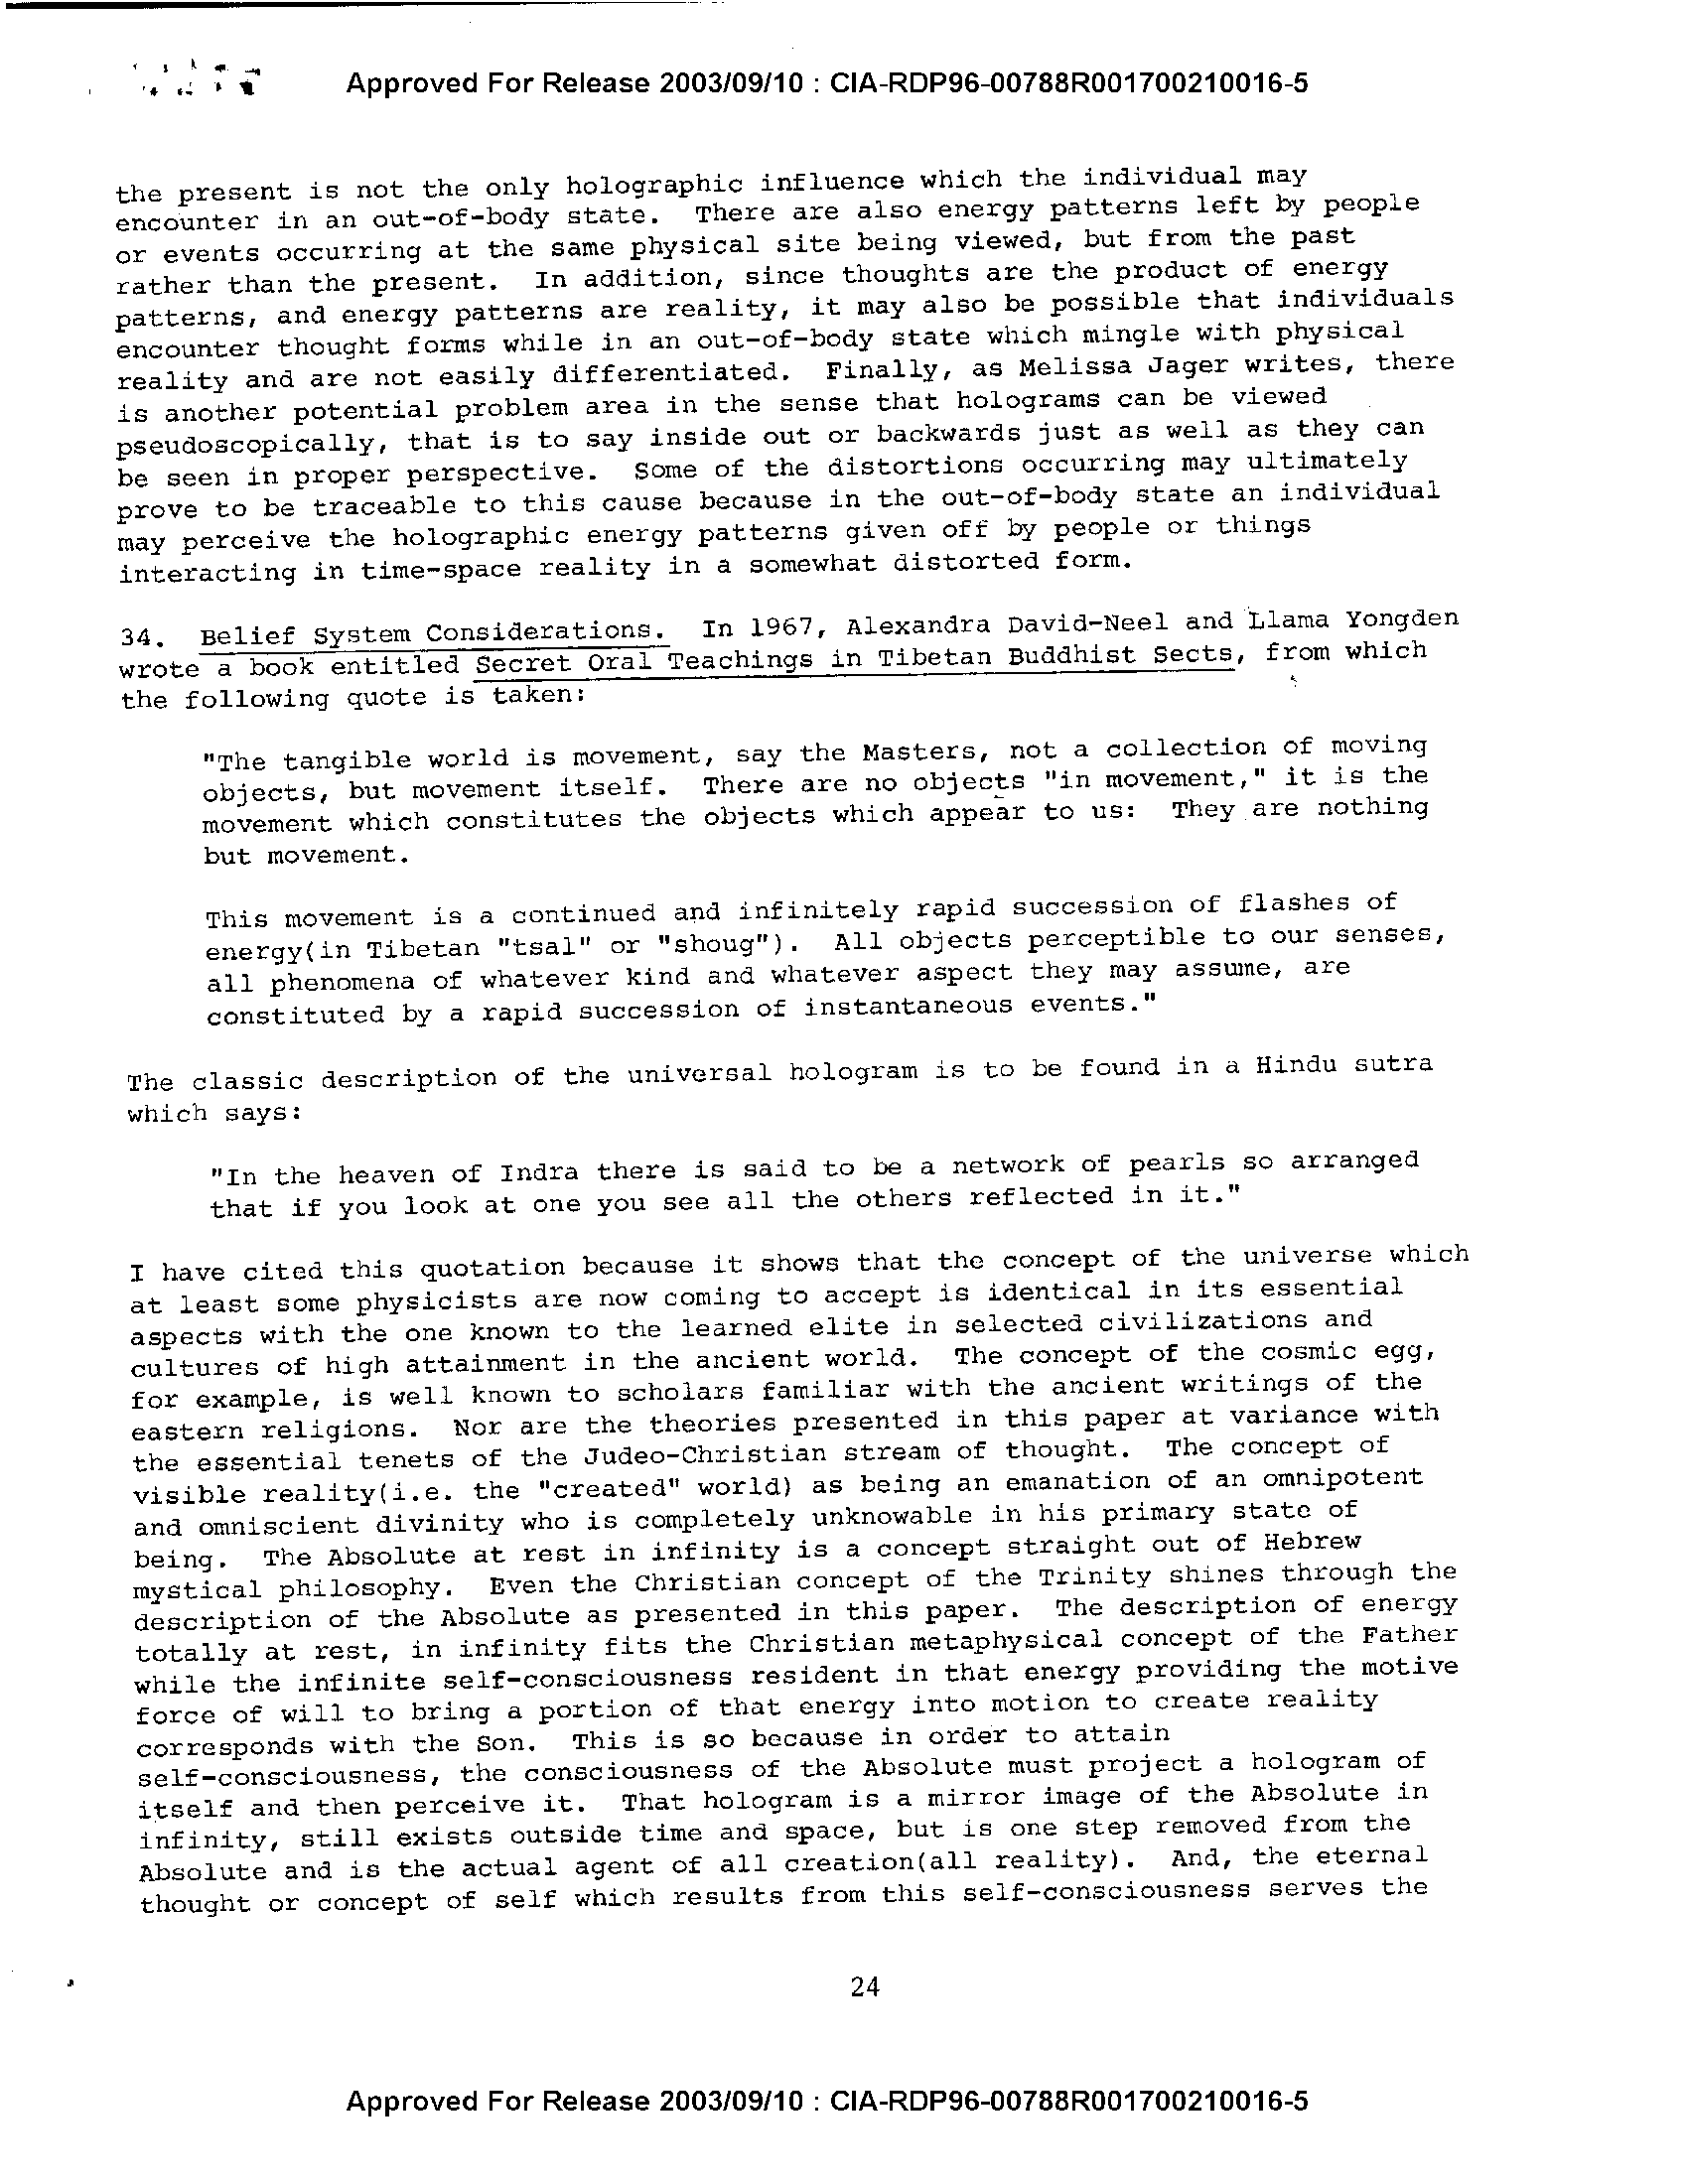 Approved For Release 2003/09/10 : CIA-RDP96-00788R001700210016-5
the present is not the only holographic influence which the individual may
encounter in an out-of-body state.  There are also energy patterns left by people
or events occurring at the same physical site being viewed, but from the past
rather than the present.  In addition, since thoughts are the product of energy
patterns, and energy patterns are reality, it may also be possible that individuals
encounter thought forms while in an out-of-body state which mingle with physical
reality and are not easily differentiated.  Finally, as Melissa Jager writes, there
is another potential problem area in the sense that holograms can be viewed
pseudoscopically, that is to say inside out or backwards just as well as they can
be seen in proper perspective.  Some of the distortions occurring may ultimately
prove to be traceable to this cause because in the out-of-body state an individual
may perceive the holographic energy patterns given off by people or things
interacting in time-space reality in a somewhat distorted form.
34.  Belief System Considerations.  In 1967, Alexandra David-Neel and Llama Yongden
wrote a book entitled Secret Oral Teachings in Tibetan Buddhist Sects, from which
the following quote is taken:
"The tangible world is movement, say the Masters, not a collection of moving
objects, but movement itself.  There are no objects "in movement," it is the
movement which constitutes the objects which appear to us:  They are nothing
but movement.
This movement is a continued and infinitely rapid succession of flashes of
energy(in Tibetan "tsal" or "shoug").  All objects perceptible to our senses,
all phenomena of whatever kind and whatever aspect they may assume, are
constituted by a rapid succession of instantaneous events."
The classic description of the universal hologram is to be found in a Hindu sutra
which says:
"In the heaven of Indra there is said to be a network of pearls so arranged
that if you look at one you see all the others reflected in it."
I have cited this quotation because it shows that the concept of the universe which
at least some physicists are now coming to accept is identical in its essential
aspects with the one known to the learned elite in selected civilizations and
cultures of high attainment in the ancient world.  The concept of the cosmic egg,
for example, is well known to scholars familiar with the ancient writings of the
eastern religions.  Nor are the theories presented in this paper at variance with
the essential tenets of the Judeo-Christian stream of thought.  The concept of
visible reality(i.e. the "created" world) as being an emanation of an omnipotent
and omniscient divinity who is completely unknowable in his primary state of
being.  The Absolute at rest in infinity is a concept straight out of Hebrew
mystical philosophy.  Even the Christian concept of the Trinity shines through the
description of the Absolute as presented in this paper.  The description of energy
totally at rest, in infinity fits the Christian metaphysical concept of the Father
while the infinite self-consciousness resident in that energy providing the motive
force of will to bring a portion of that energy into motion to create reality
corresponds with the Son.  This is so because in order to attain
self-consciousness, the consciousness of the Absolute must project a hologram of
itself and then perceive it.  That hologram is a mirror image of the Absolute in
infinity, still exists outside time and space, but is one step removed from the
Absolute and is the actual agent of all creation(all reality).  And, the eternal
thought or concept of self which results from this self-consciousness serves the
24
Approved For Release 2003/09/10 : CIA-RDP96-00788R001700210016-5